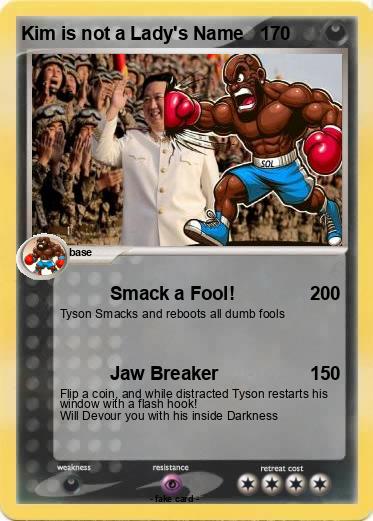 Kim is not a Lady's Name 170
SOL
base
Smack a Fool! 200
Tyson Smacks and reboots all dumb fools
Jaw Breaker 150
Flip a coin, and while distracted Tyson restarts his
window with a flash hook!
Will Devour you with his inside Darkness
weakness resistance retreat cost
- fake card -